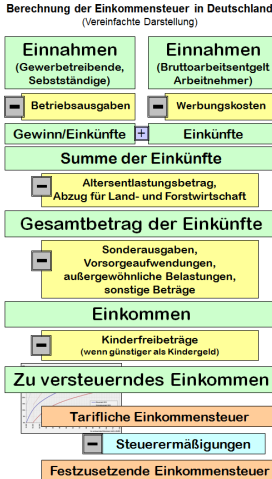 Berechnung der Einkommensteuer in Deutschland
(Vereinfachte Darstellung)
Einnahmen
(Gewerbetreibende,
Sebstständige)
Einnahmen
(Bruttoarbeitsentgelt
Arbeitnehmer)
Betriebsausgaben
Werbungskosten
Gewinn/Einkünfte
+
Einkünfte
Summe der Einkünfte
Altersentlastungsbetrag,
Abzug für Land- und Forstwirtschaft
Gesamtbetrag der Einkünfte
Sonderausgaben,
Vorsorgeaufwendungen,
außergewöhnliche Belastungen,
sonstige Beträge
Einkommen
Kinderfreibeträge
(wenn günstiger als Kindergeld)
Zu versteuerndes Einkommen
Tarifliche Einkommensteuer
Steuerermäßigungen
Festzusetzende Einkommensteuer